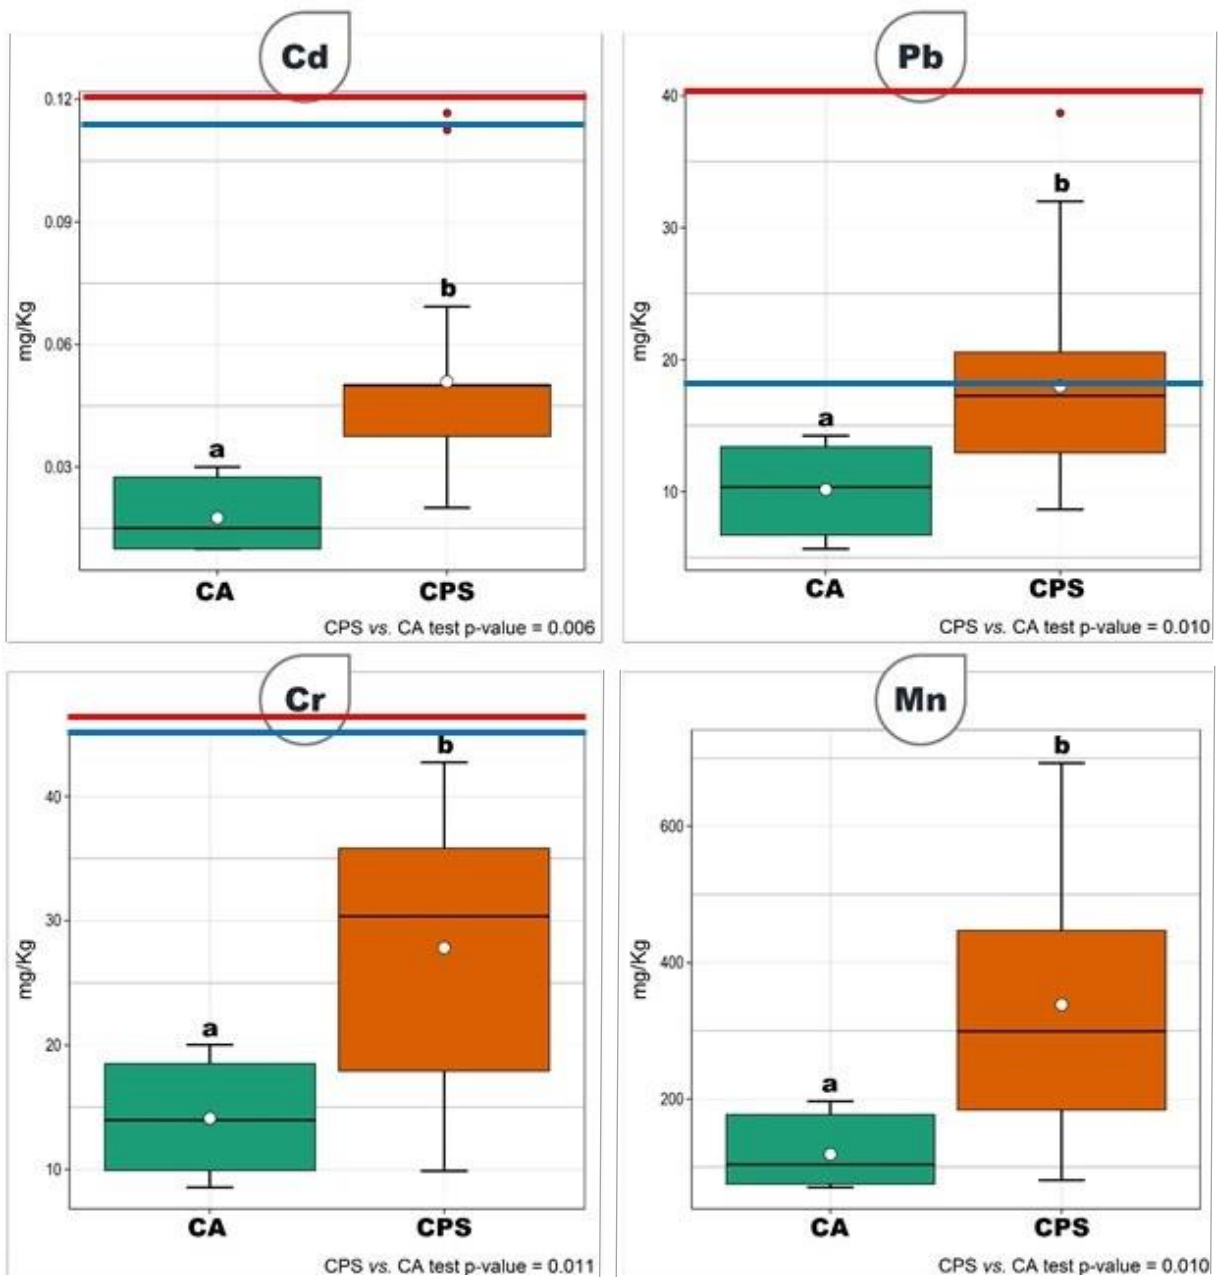 Cd
0.12
0.09
0.06
0.03
mg/Kg
a
b
CA CPS
CPS vs. CA test p-value = 0.006
Pb
40
30
20
10
mg/Kg
a
b
CA CPS
CPS vs. CA test p-value = 0.010
Cr
40
30
20
10
mg/Kg
a
b
CA CPS
CPS vs. CA test p-value = 0.011
Mn
600
400
200
mg/Kg
a
b
CA CPS
CPS vs. CA test p-value = 0.010